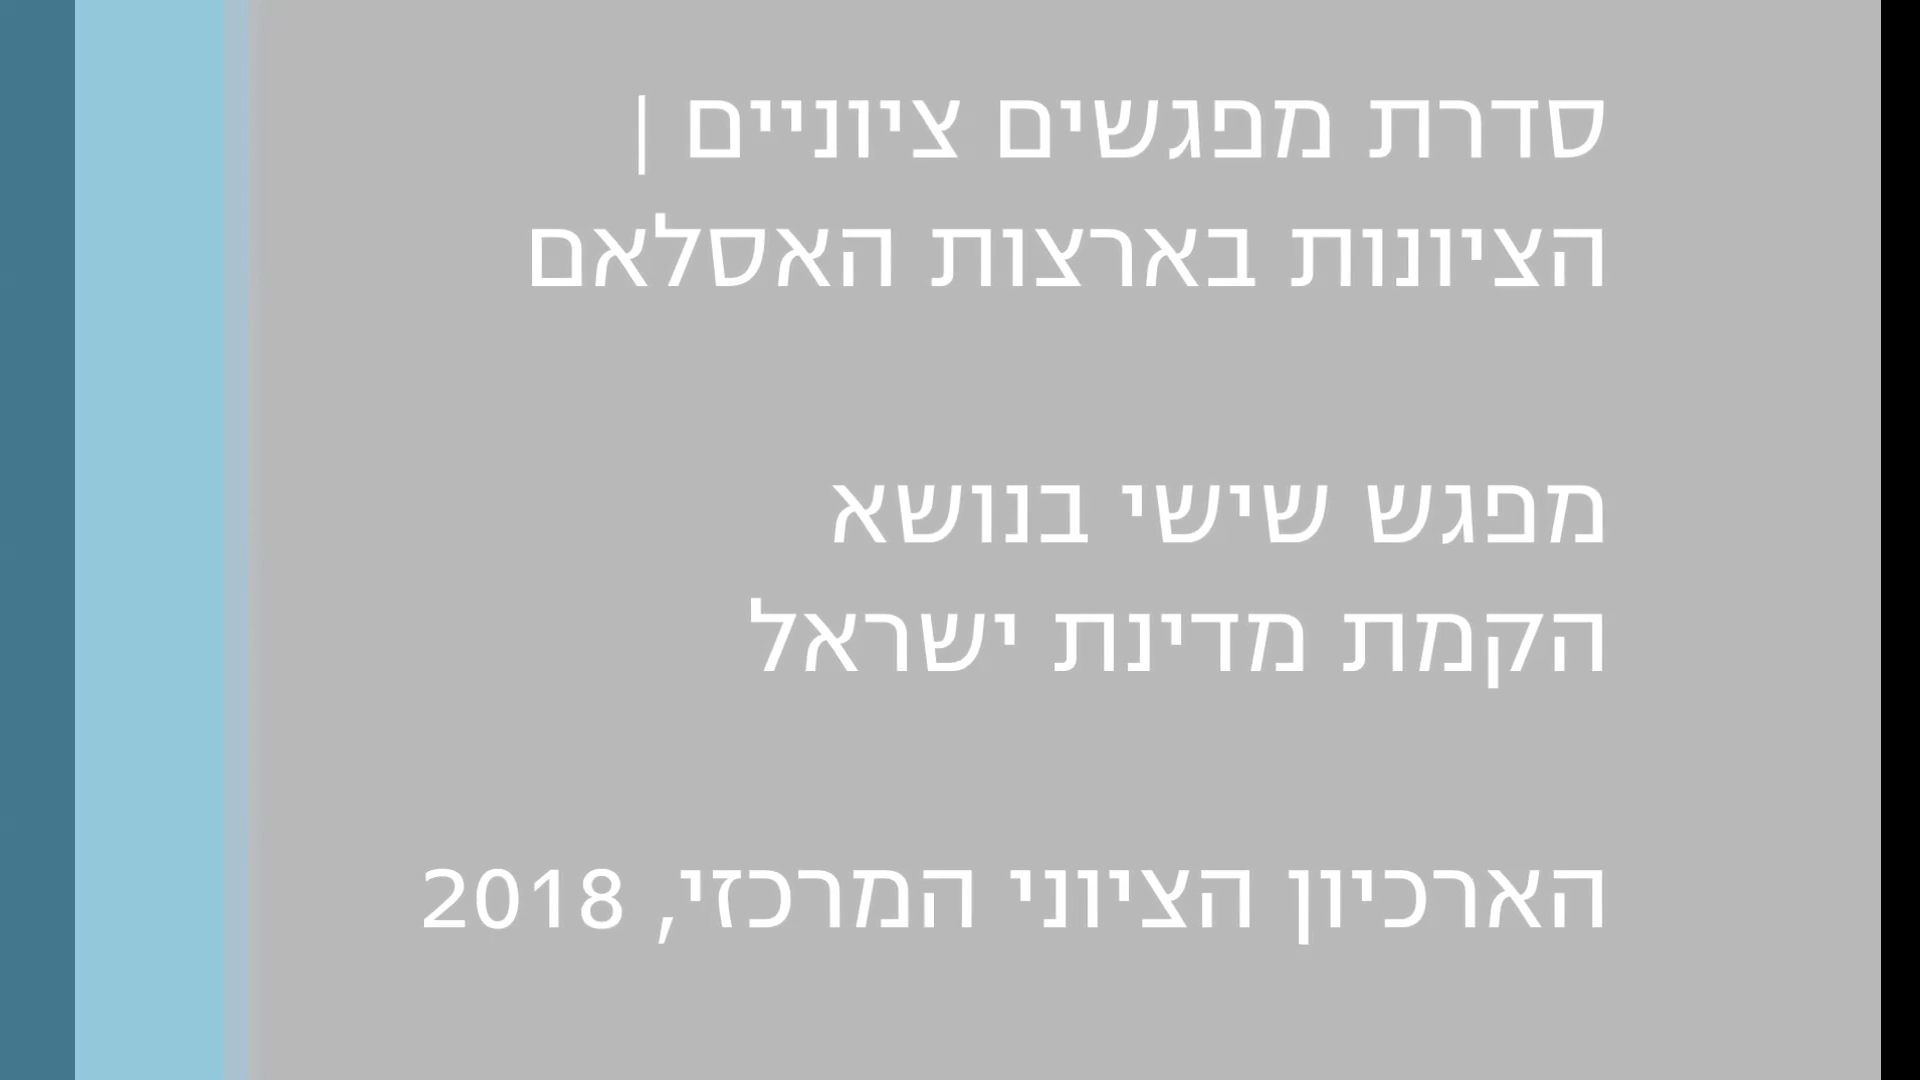 סדרת מפגשים ציוניים |
הציונות בארצות האסלאם
מפגש שישי בנושא
הקמת מדינת ישראל
הארכיון הציוני המרכזי, 2018